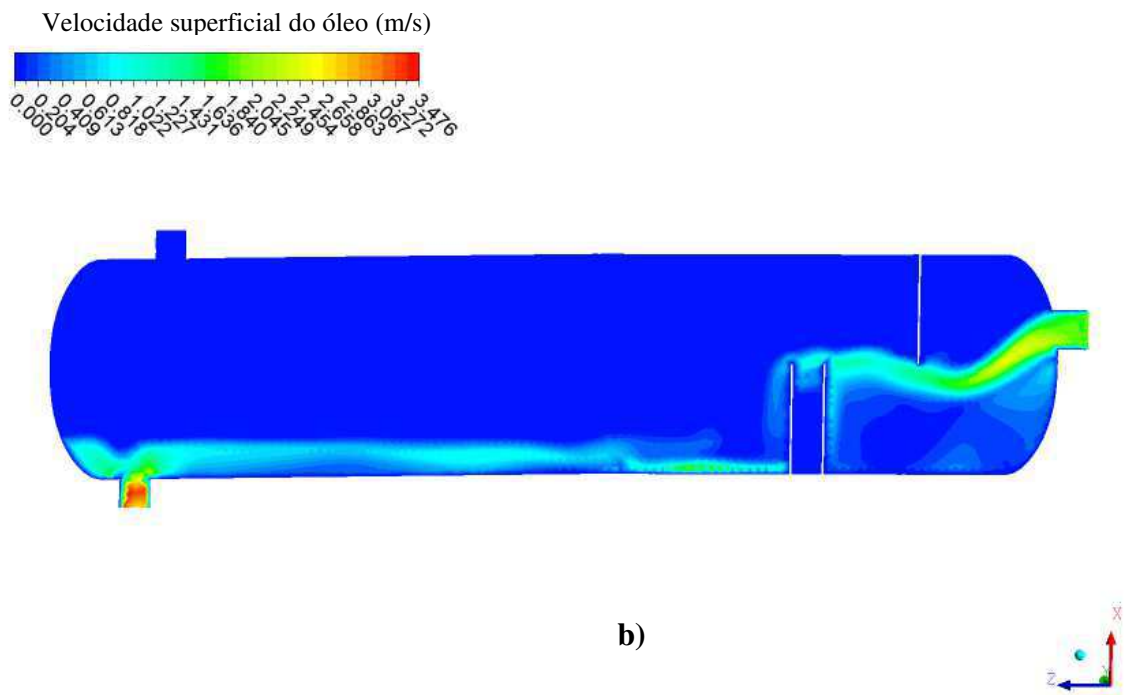 Velocidade superficial do óleo (m/s)
0.000 0.204 0.409 0.613 0.818 1.022 1.227 1.431 1.636 1.840 2.045 2.249 2.454 2.658 2.863 3.067 3.272 3.476
b)
X
Z
Y